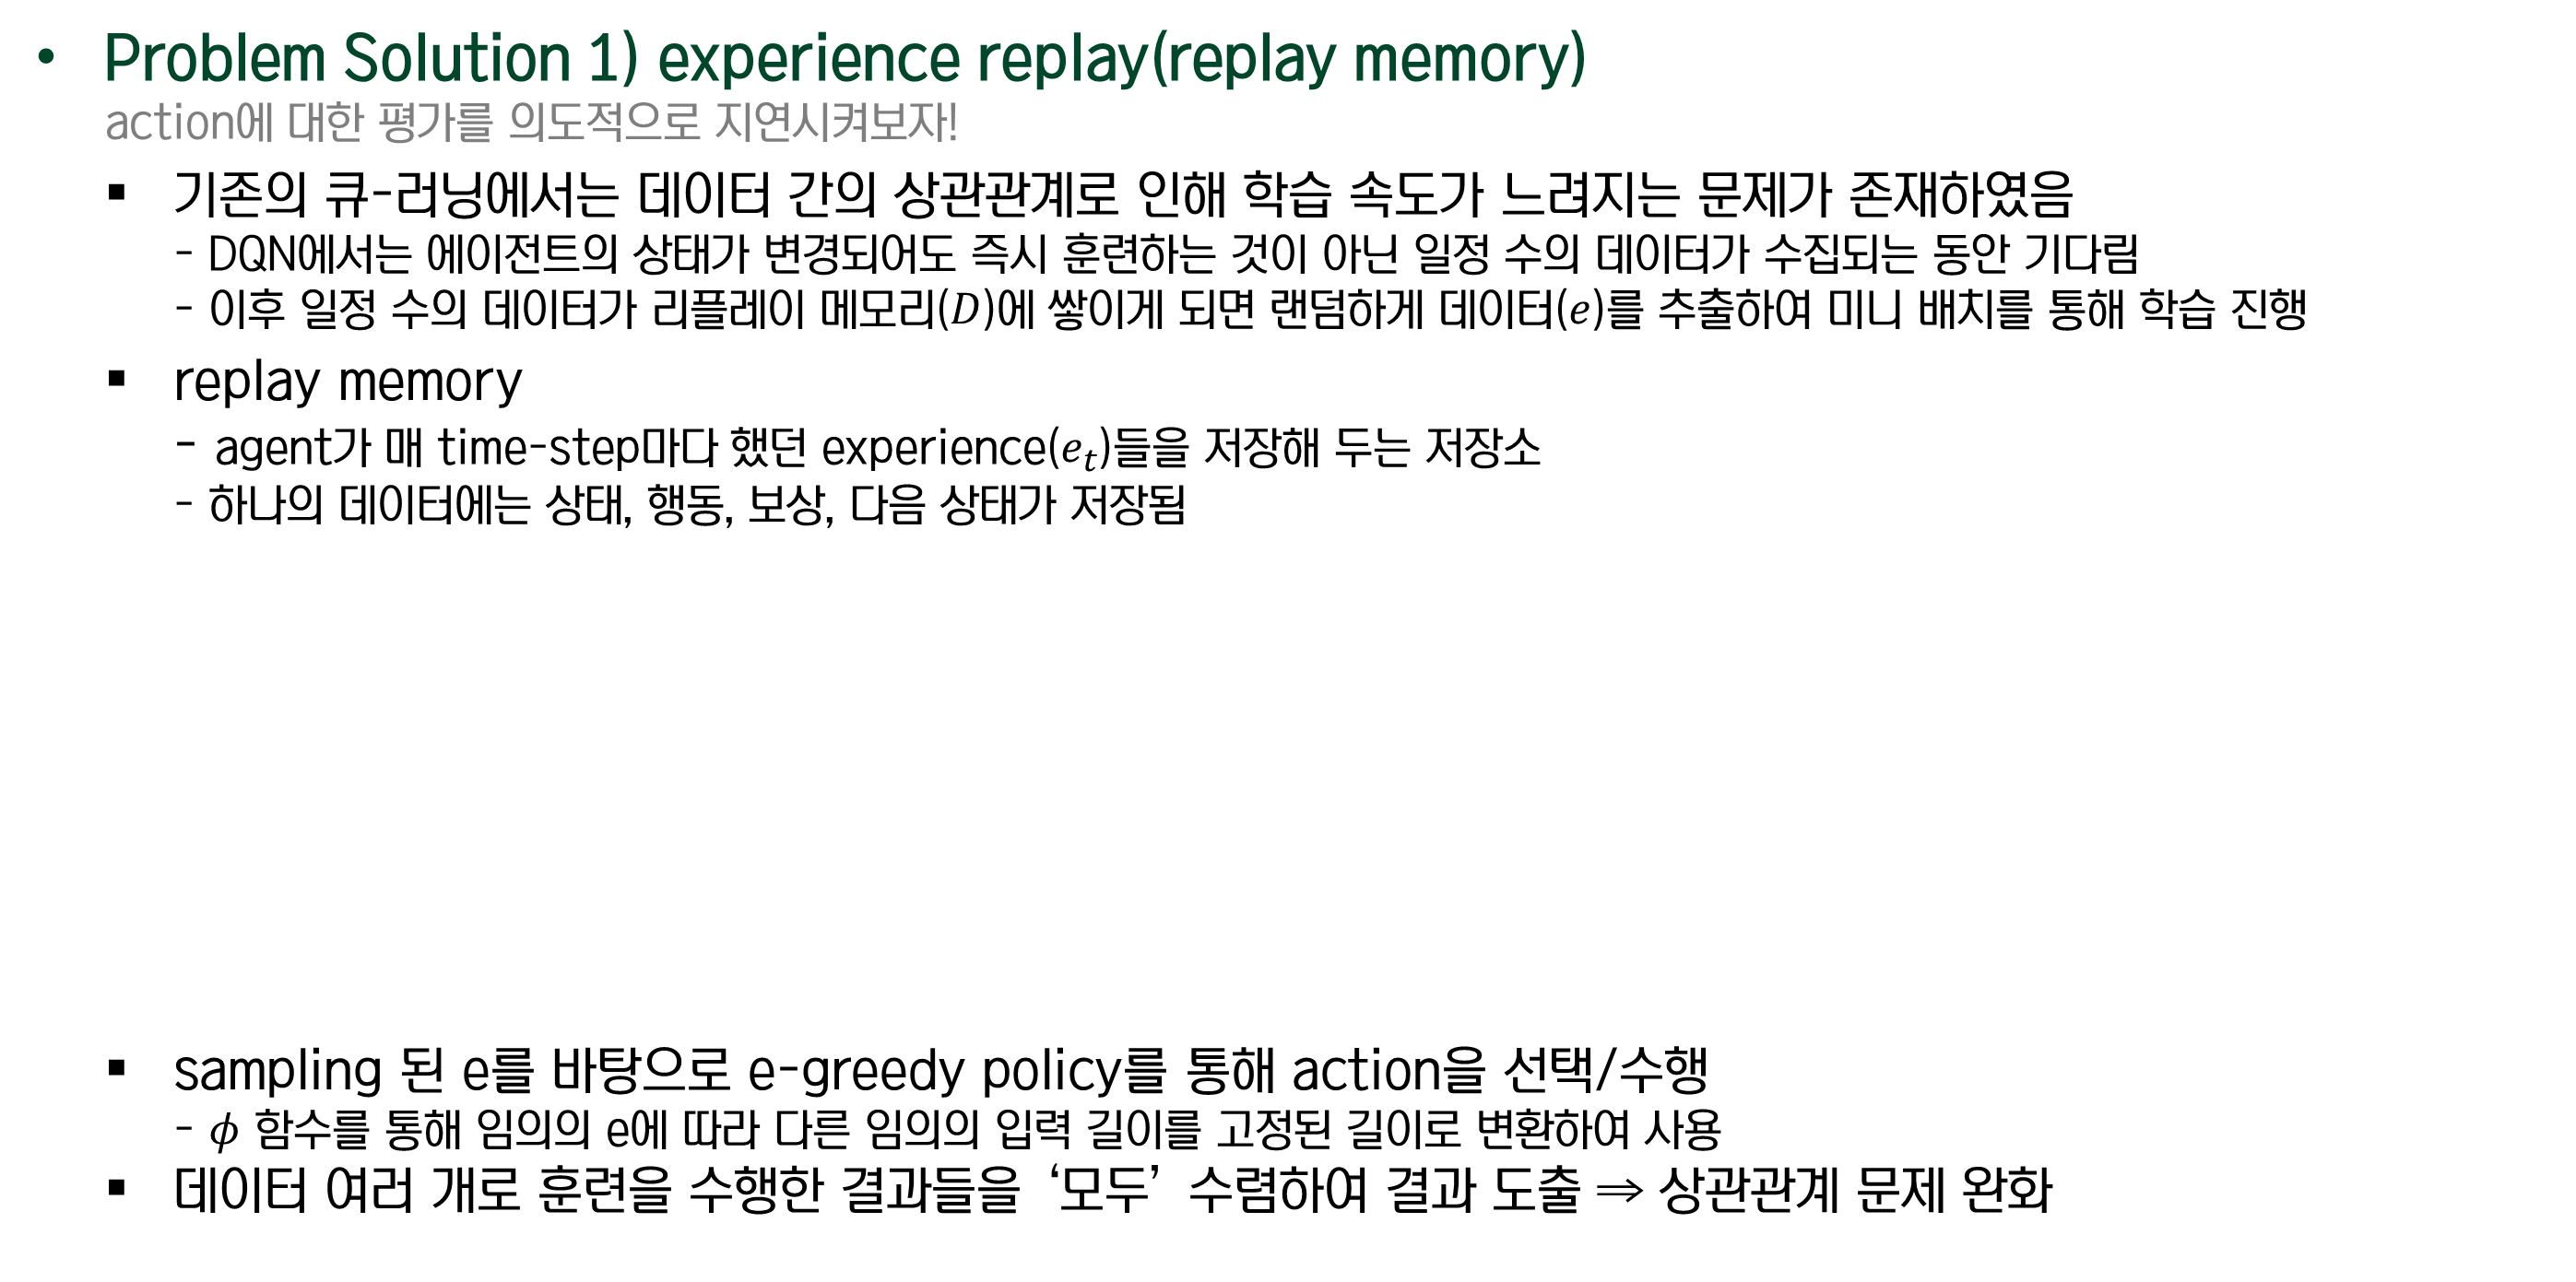 • Problem Solution 1) experience replay(replay memory)
action에 대한 평가를 의도적으로 지연시켜보자!
▪ 기존의 큐-러닝에서는 데이터 간의 상관관계로 인해 학습 속도가 느려지는 문제가 존재하였음
- DQN에서는 에이전트의 상태가 변경되어도 즉시 훈련하는 것이 아닌 일정 수의 데이터가 수집되는 동안 기다림
- 이후 일정 수의 데이터가 리플레이 메모리(D)에 쌓이게 되면 랜덤하게 데이터(e)를 추출하여 미니 배치를 통해 학습 진행
▪ replay memory
- agent가 매 time-step마다 했던 experience(eₜ)들을 저장해 두는 저장소
- 하나의 데이터에는 상태, 행동, 보상, 다음 상태가 저장됨
▪ sampling 된 e를 바탕으로 e-greedy policy를 통해 action을 선택/수행
- ϕ 함수를 통해 임의의 e에 따라 다른 임의의 입력 길이를 고정된 길이로 변환하여 사용
▪ 데이터 여러 개로 훈련을 수행한 결과들을 ‘모두’ 수렴하여 결과 도출 ⇒ 상관관계 문제 완화